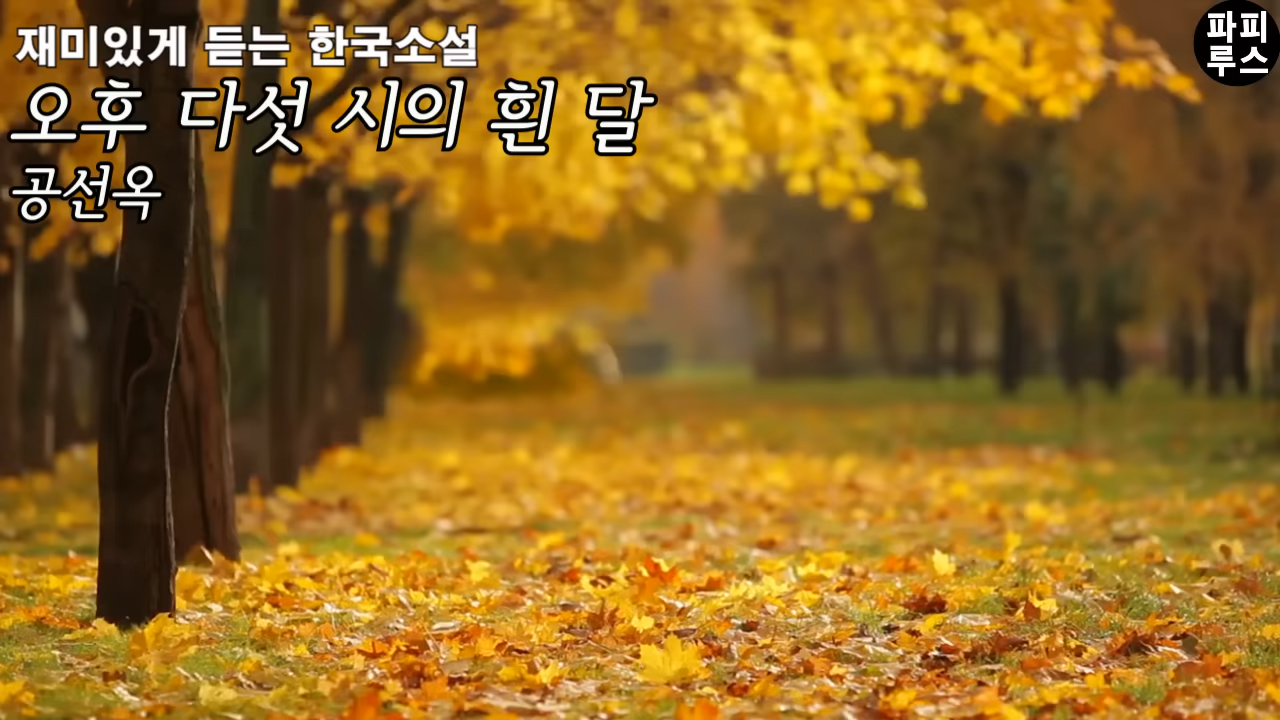 재미있게 듣는 한국소설
오후 다섯 시의 흰 달
공선옥
파피
루스